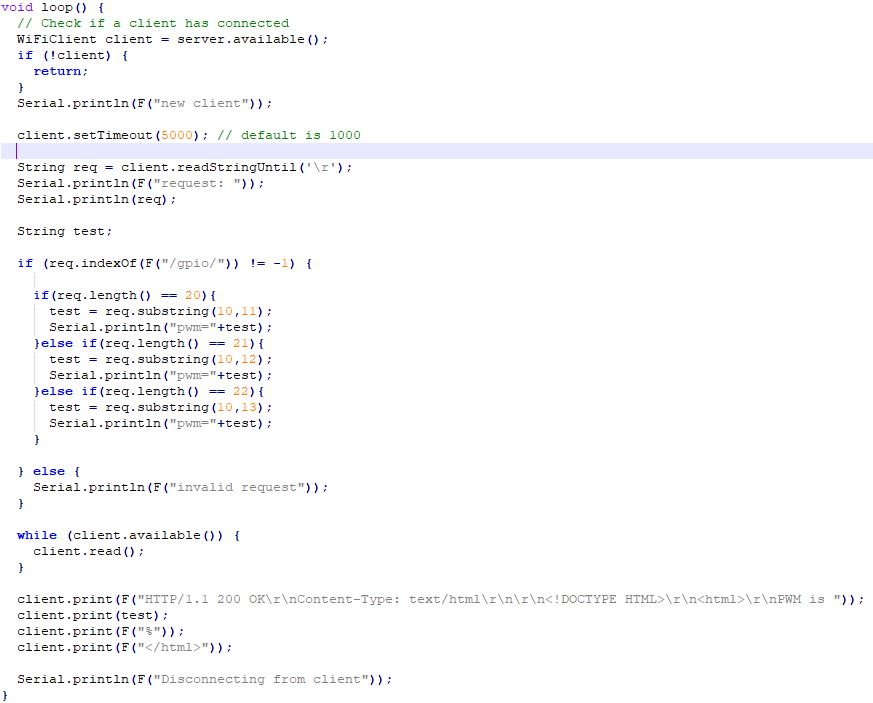 void loop() {
  // Check if a client has connected
  WiFiClient client = server.available();
  if (!client) {
    return;
  }
  Serial.println(F("new client"));

  client.setTimeout(5000); // default is 1000

  String req = client.readStringUntil('\r');
  Serial.println(F("request: "));
  Serial.println(req);

  String test;

  if (req.indexOf(F("/gpio/")) != -1) {

    if(req.length() == 20){
      test = req.substring(10,11);
      Serial.println("pwm="+test);
    }else if(req.length() == 21){
      test = req.substring(10,12);
      Serial.println("pwm="+test);
    }else if(req.length() == 22){
      test = req.substring(10,13);
      Serial.println("pwm="+test);
    }

  } else {
    Serial.println(F("invalid request"));
  }

  while (client.available()) {
    client.read();
  }

  client.print(F("HTTP/1.1 200 OK\r\nContent-Type: text/html\r\n\r\n<!DOCTYPE HTML>\r\n<html>\r\nPWM is "));
  client.print(test);
  client.print(F("%"));
  client.print(F("</html>"));

  Serial.println(F("Disconnecting from client"));
}